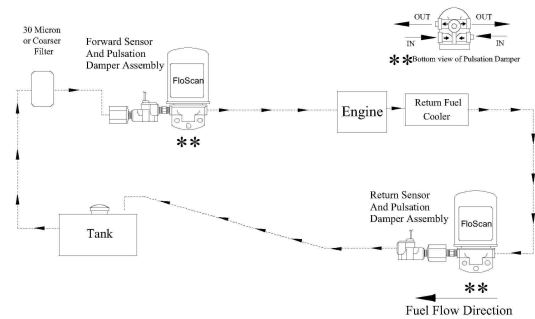 30 Micron
or Coarser
Filter
Forward Sensor
And Pulsation
Damper Assembly
FloScan
**
OUT
OUT
IN
IN
**Bottom view of Pulsation Damper
Engine
Return Fuel
Cooler
Tank
Return Sensor
And Pulsation
Damper Assembly
FloScan
**
Fuel Flow Direction